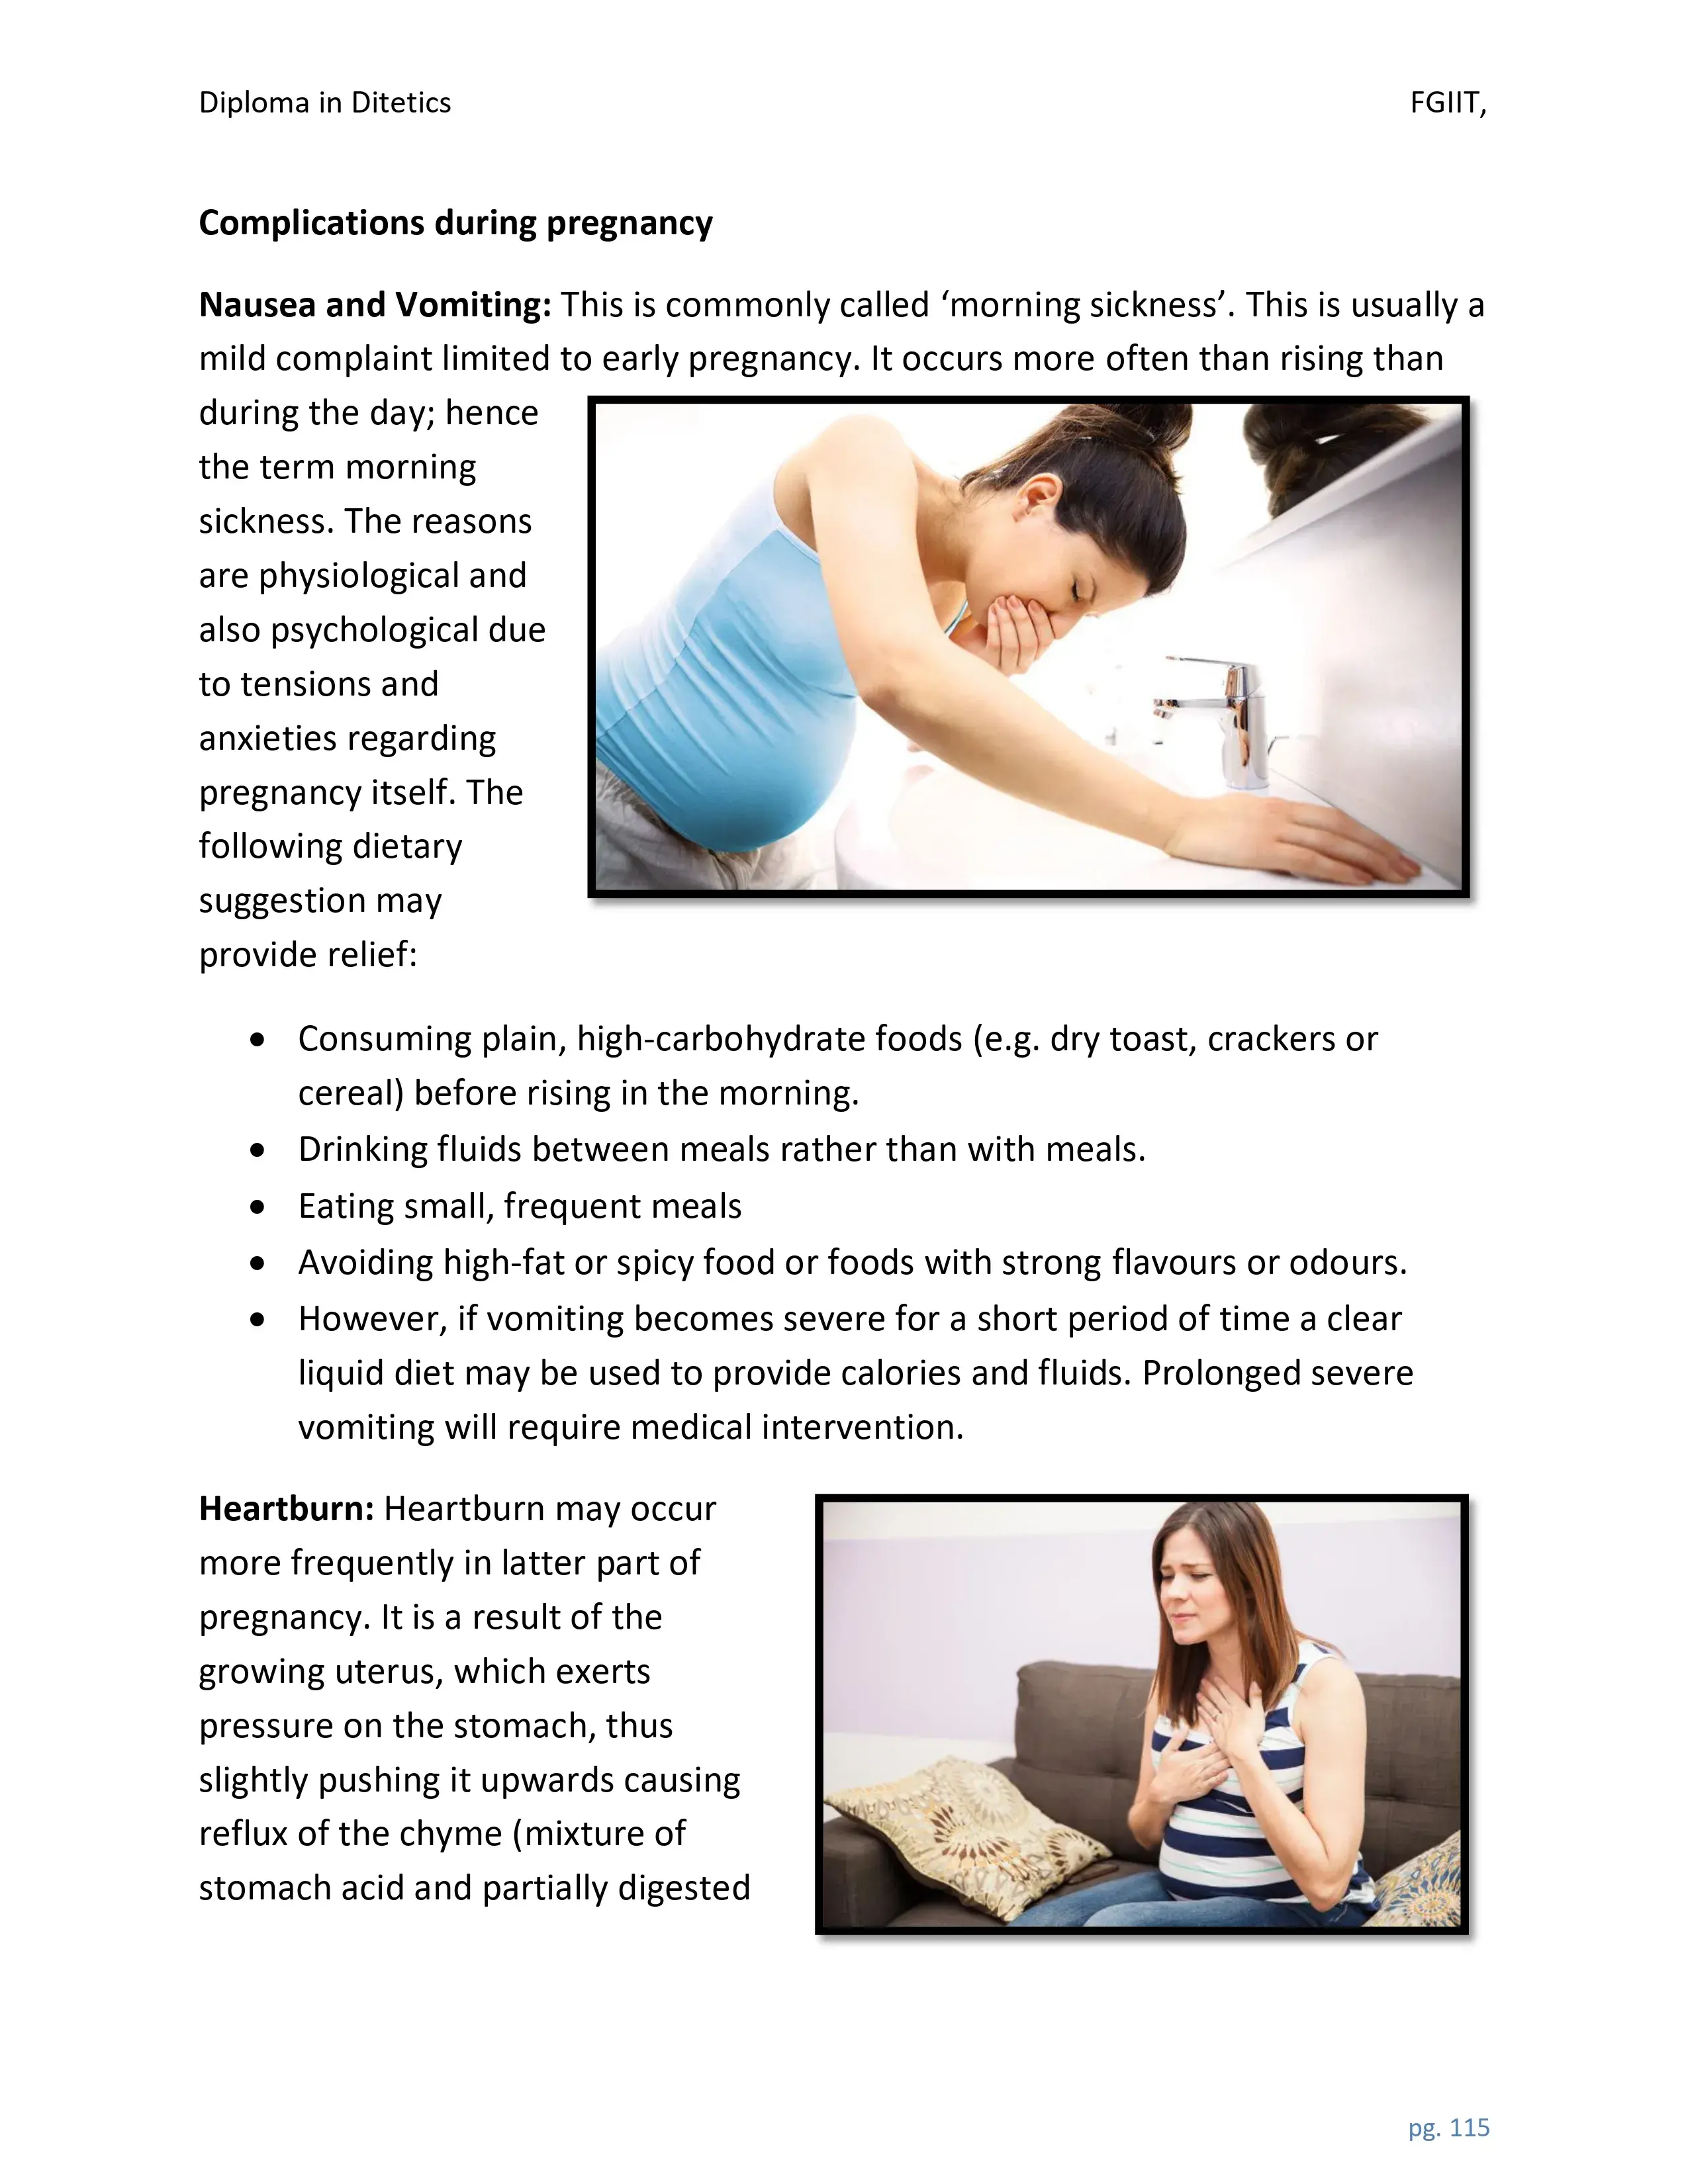 Diploma in Ditetics FGIIT,
Complications during pregnancy
Nausea and Vomiting: This is commonly called ‘morning sickness’. This is usually a
mild complaint limited to early pregnancy. It occurs more often than rising than
during the day; hence
the term morning
sickness. The reasons
are physiological and
also psychological due
to tensions and
anxieties regarding
pregnancy itself. The
following dietary
suggestion may
provide relief:
• Consuming plain, high-carbohydrate foods (e.g. dry toast, crackers or
cereal) before rising in the morning.
• Drinking fluids between meals rather than with meals.
• Eating small, frequent meals
• Avoiding high-fat or spicy food or foods with strong flavours or odours.
• However, if vomiting becomes severe for a short period of time a clear
liquid diet may be used to provide calories and fluids. Prolonged severe
vomiting will require medical intervention.
Heartburn: Heartburn may occur
more frequently in latter part of
pregnancy. It is a result of the
growing uterus, which exerts
pressure on the stomach, thus
slightly pushing it upwards causing
reflux of the chyme (mixture of
stomach acid and partially digested
pg. 115